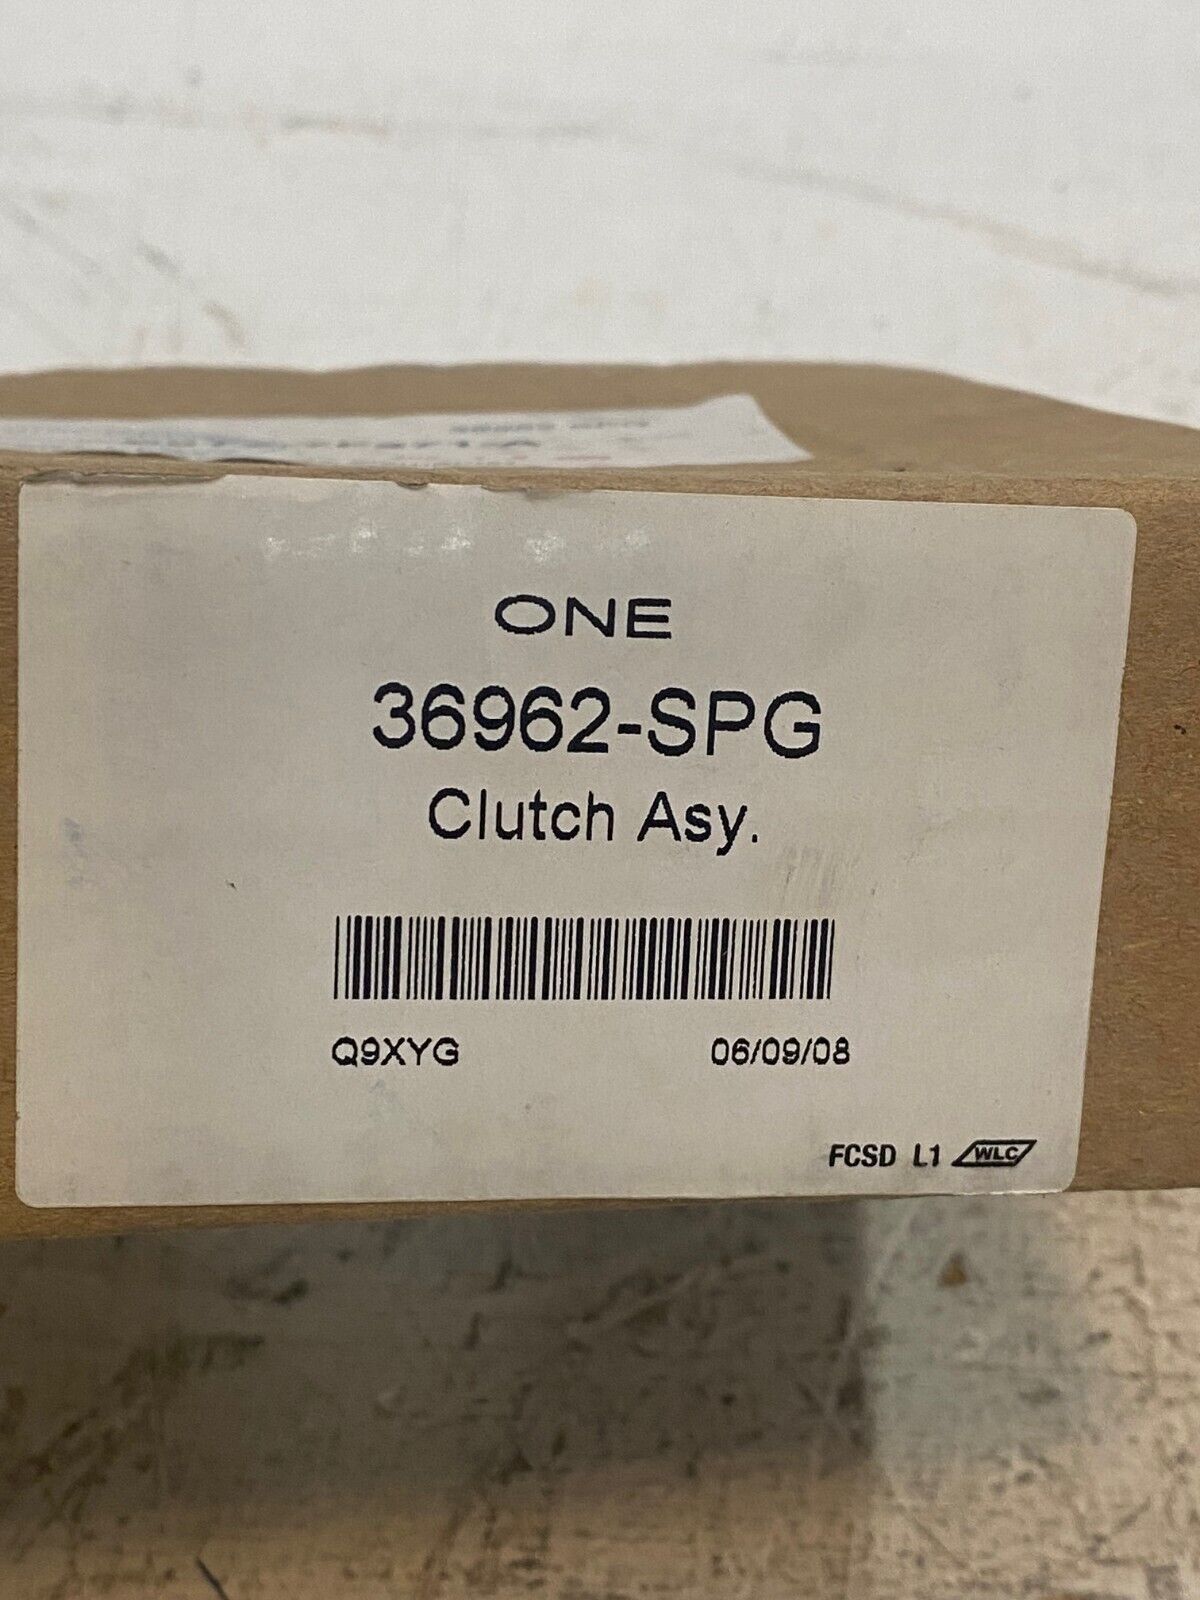 ONE
36962-SPG
Clutch Asy.
Q9XYG 06/09/08
FCSD L1 WLC